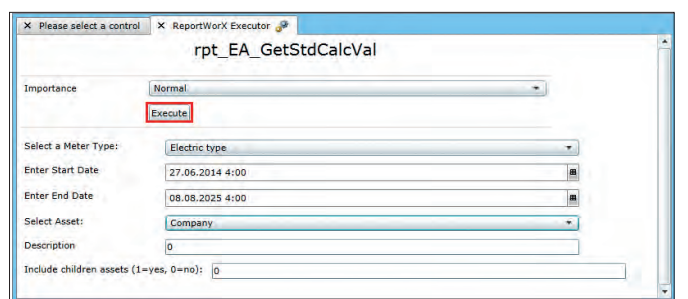 Please select a control ReportWorX Executor
rpt_EA_GetStdCalcVal
Importance Normal
Execute
Select a Meter Type: Electric type
Enter Start Date 27.06.2014 4:00
Enter End Date 08.08.2025 4:00
Select Asset: Company
Description 0
Include children assets (1=yes, 0=no): 0